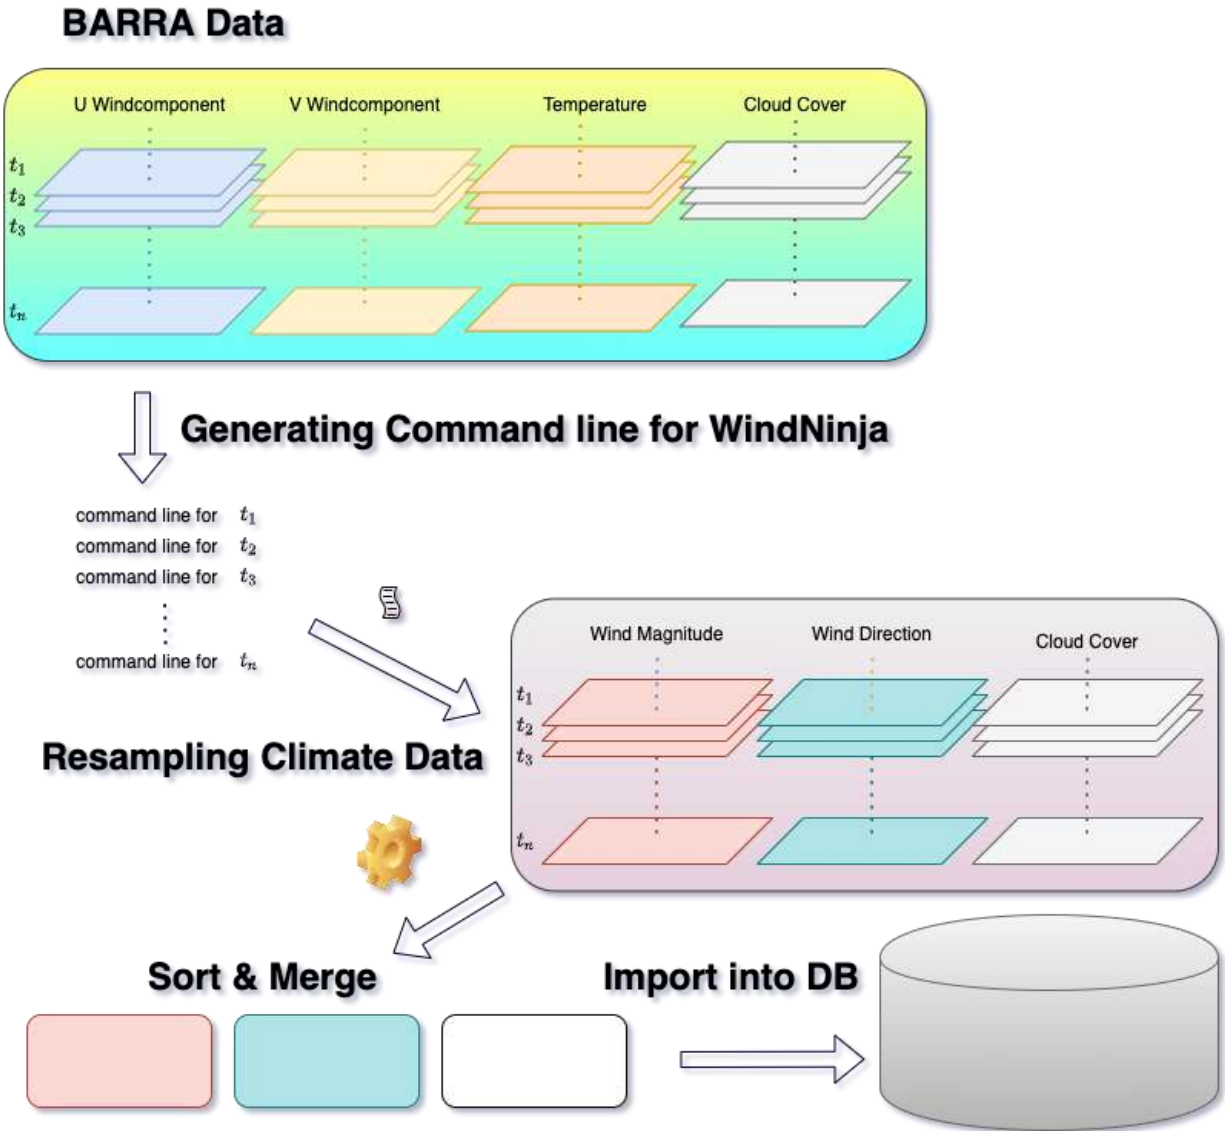 BARRA Data
U Windcomponent
V Windcomponent
Temperature
Cloud Cover
t1
t2
t3
tn
Generating Command line for WindNinja
command line for t1
command line for t2
command line for t3
command line for tn
Resampling Climate Data
Wind Magnitude
Wind Direction
Cloud Cover
t1
t2
t3
tn
Sort & Merge
Import into DB